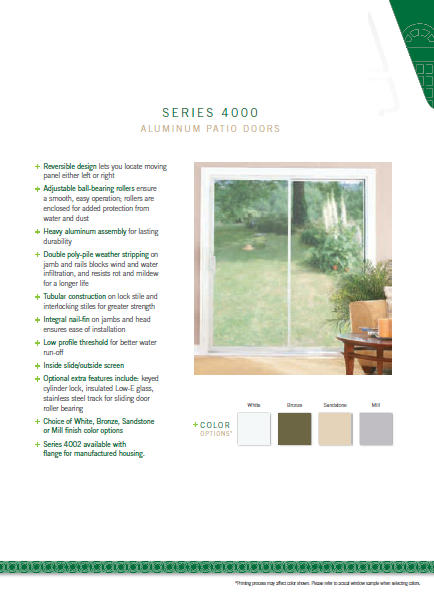 SERIES 4000
ALUMINUM PATIO DOORS
+ Reversible design lets you locate moving
panel either left or right
+ Adjustable ball-bearing rollers ensure
a smooth, easy operation; rollers are
enclosed for added protection from
water and dust
+ Heavy aluminum assembly for lasting
durability
+ Double poly-pile weather stripping on
jamb and rails blocks wind and water
infiltration, and resists rot and mildew
for a longer life
+ Tubular construction on lock stile and
interlocking stiles for greater strength
+ Integral nail-fin on jambs and head
ensures ease of installation
+ Low profile threshold for better water
run-off
+ Inside slide/outside screen
+ Optional extra features include: keyed
cylinder lock, insulated Low-E glass,
stainless steel track for sliding door
roller bearing
+ Choice of White, Bronze, Sandstone
or Mill finish color options
+ Series 4002 available with
flange for manufactured housing.
White Bronze Sandstone Mill
+ COLOR
OPTIONS*
*Printing process may affect color shown. Please refer to actual window sample when selecting colors.